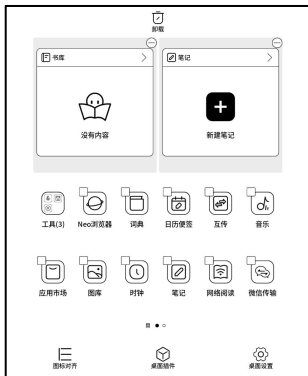 卸载
书库
笔记
没有内容
新建笔记
工具(3)
Neo浏览器
词典
日历便签
互传
音乐
应用市场
图库
时钟
笔记
网络阅读
微信传输
图标对齐
桌面插件
桌面设置